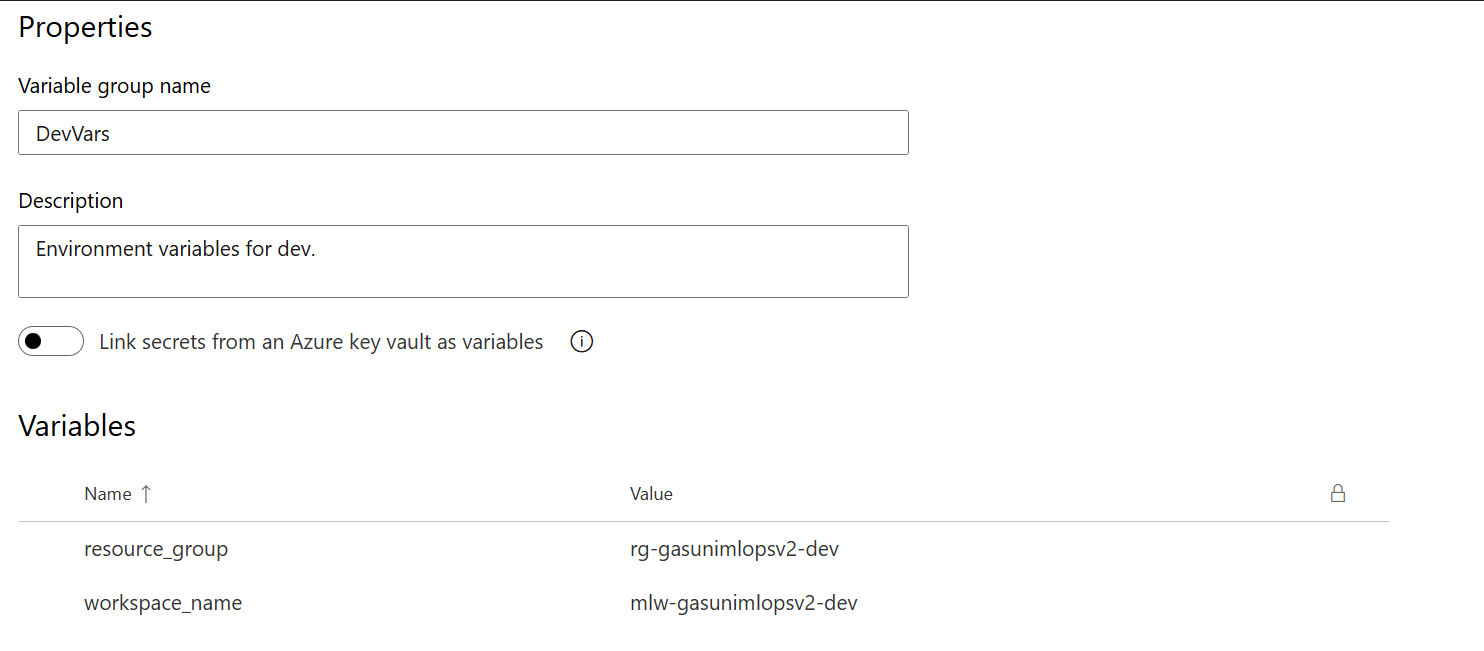 Properties
Variable group name
DevVars
Description
Environment variables for dev.
Link secrets from an Azure key vault as variables
Variables
Name ↑ Value
resource_group rg-gasunimlopsv2-dev
workspace_name mlw-gasunimlopsv2-dev